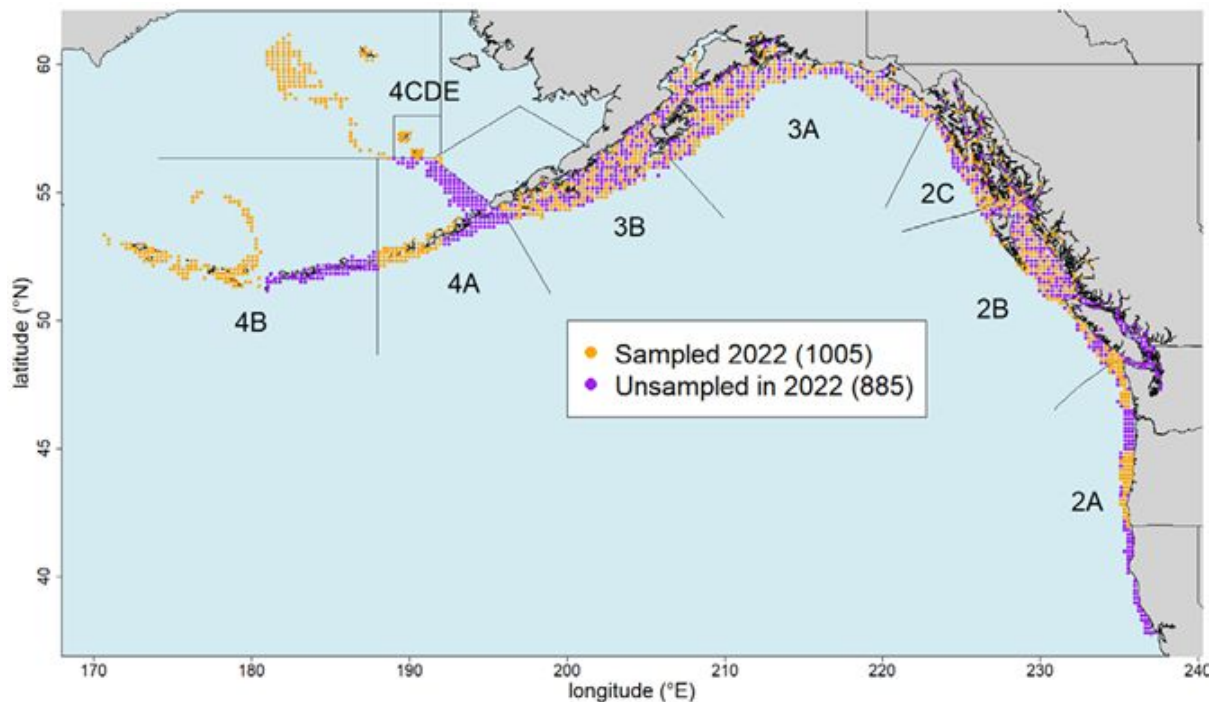 latitude (°N)
60
55
50
45
40
4CDE
3A
2C
3B
4A
2B
4B
Sampled 2022 (1005)
Unsampled in 2022 (885)
2A
170
180
190
200
210
220
230
240
longitude (°E)